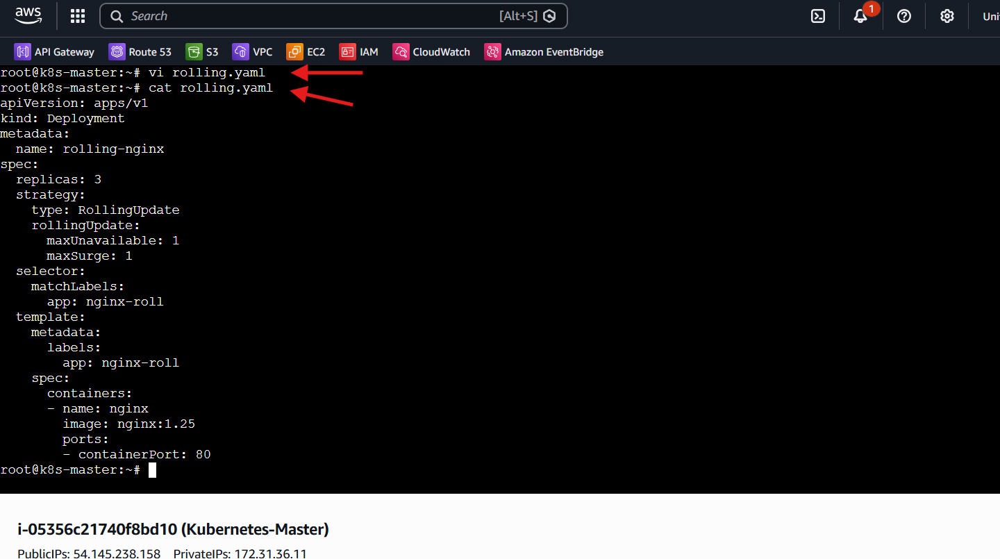 aws
Search [Alt+S]
1
Uni
API Gateway Route 53 S3 VPC EC2 IAM CloudWatch Amazon EventBridge
root@k8s-master:~# vi rolling.yaml
root@k8s-master:~# cat rolling.yaml
apiVersion: apps/v1
kind: Deployment
metadata:
  name: rolling-nginx
spec:
  replicas: 3
  strategy:
    type: RollingUpdate
    rollingUpdate:
      maxUnavailable: 1
      maxSurge: 1
  selector:
    matchLabels:
      app: nginx-roll
  template:
    metadata:
      labels:
        app: nginx-roll
    spec:
      containers:
      - name: nginx
        image: nginx:1.25
        ports:
        - containerPort: 80
root@k8s-master:~#
i-05356c21740f8bd10 (Kubernetes-Master)
PublicIPs: 54.145.238.158 PrivateIPs: 172.31.36.11